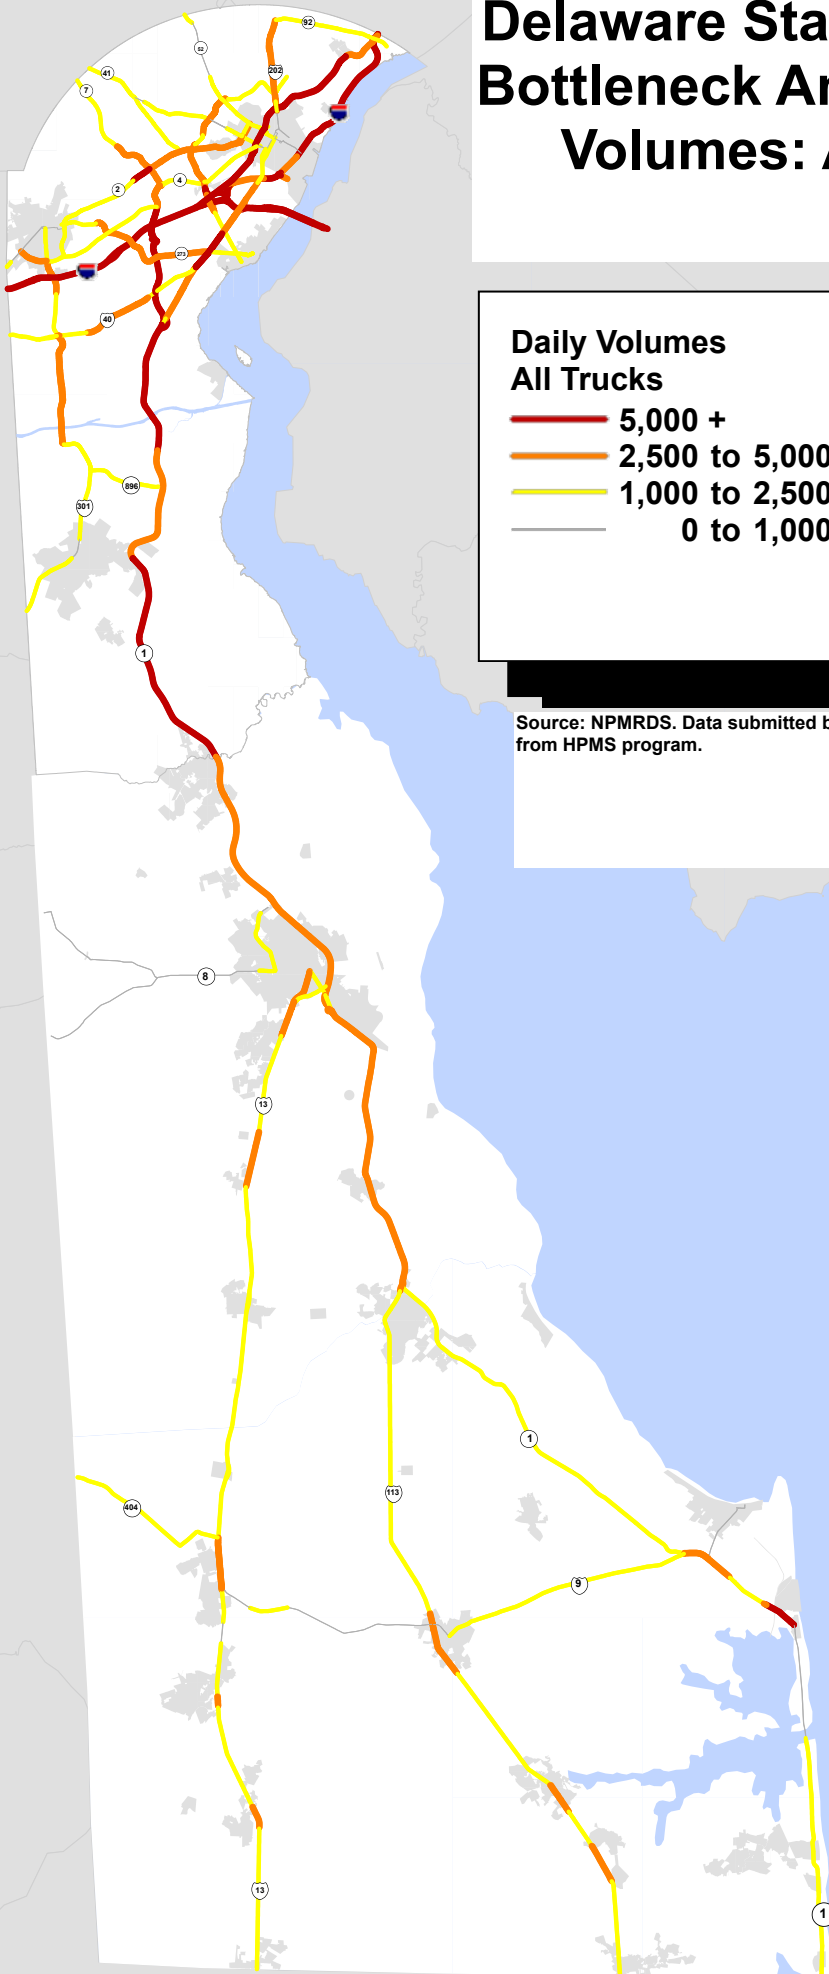 Delaware Sta
Bottleneck An
Volumes: A
Daily Volumes
All Trucks
5,000 +
2,500 to 5,000
1,000 to 2,500
0 to 1,000
Source: NPMRDS. Data submitted b
from HPMS program.
92
52
202
41
7
2
4
273
40
896
301
1
8
13
404
113
1
9
13
1